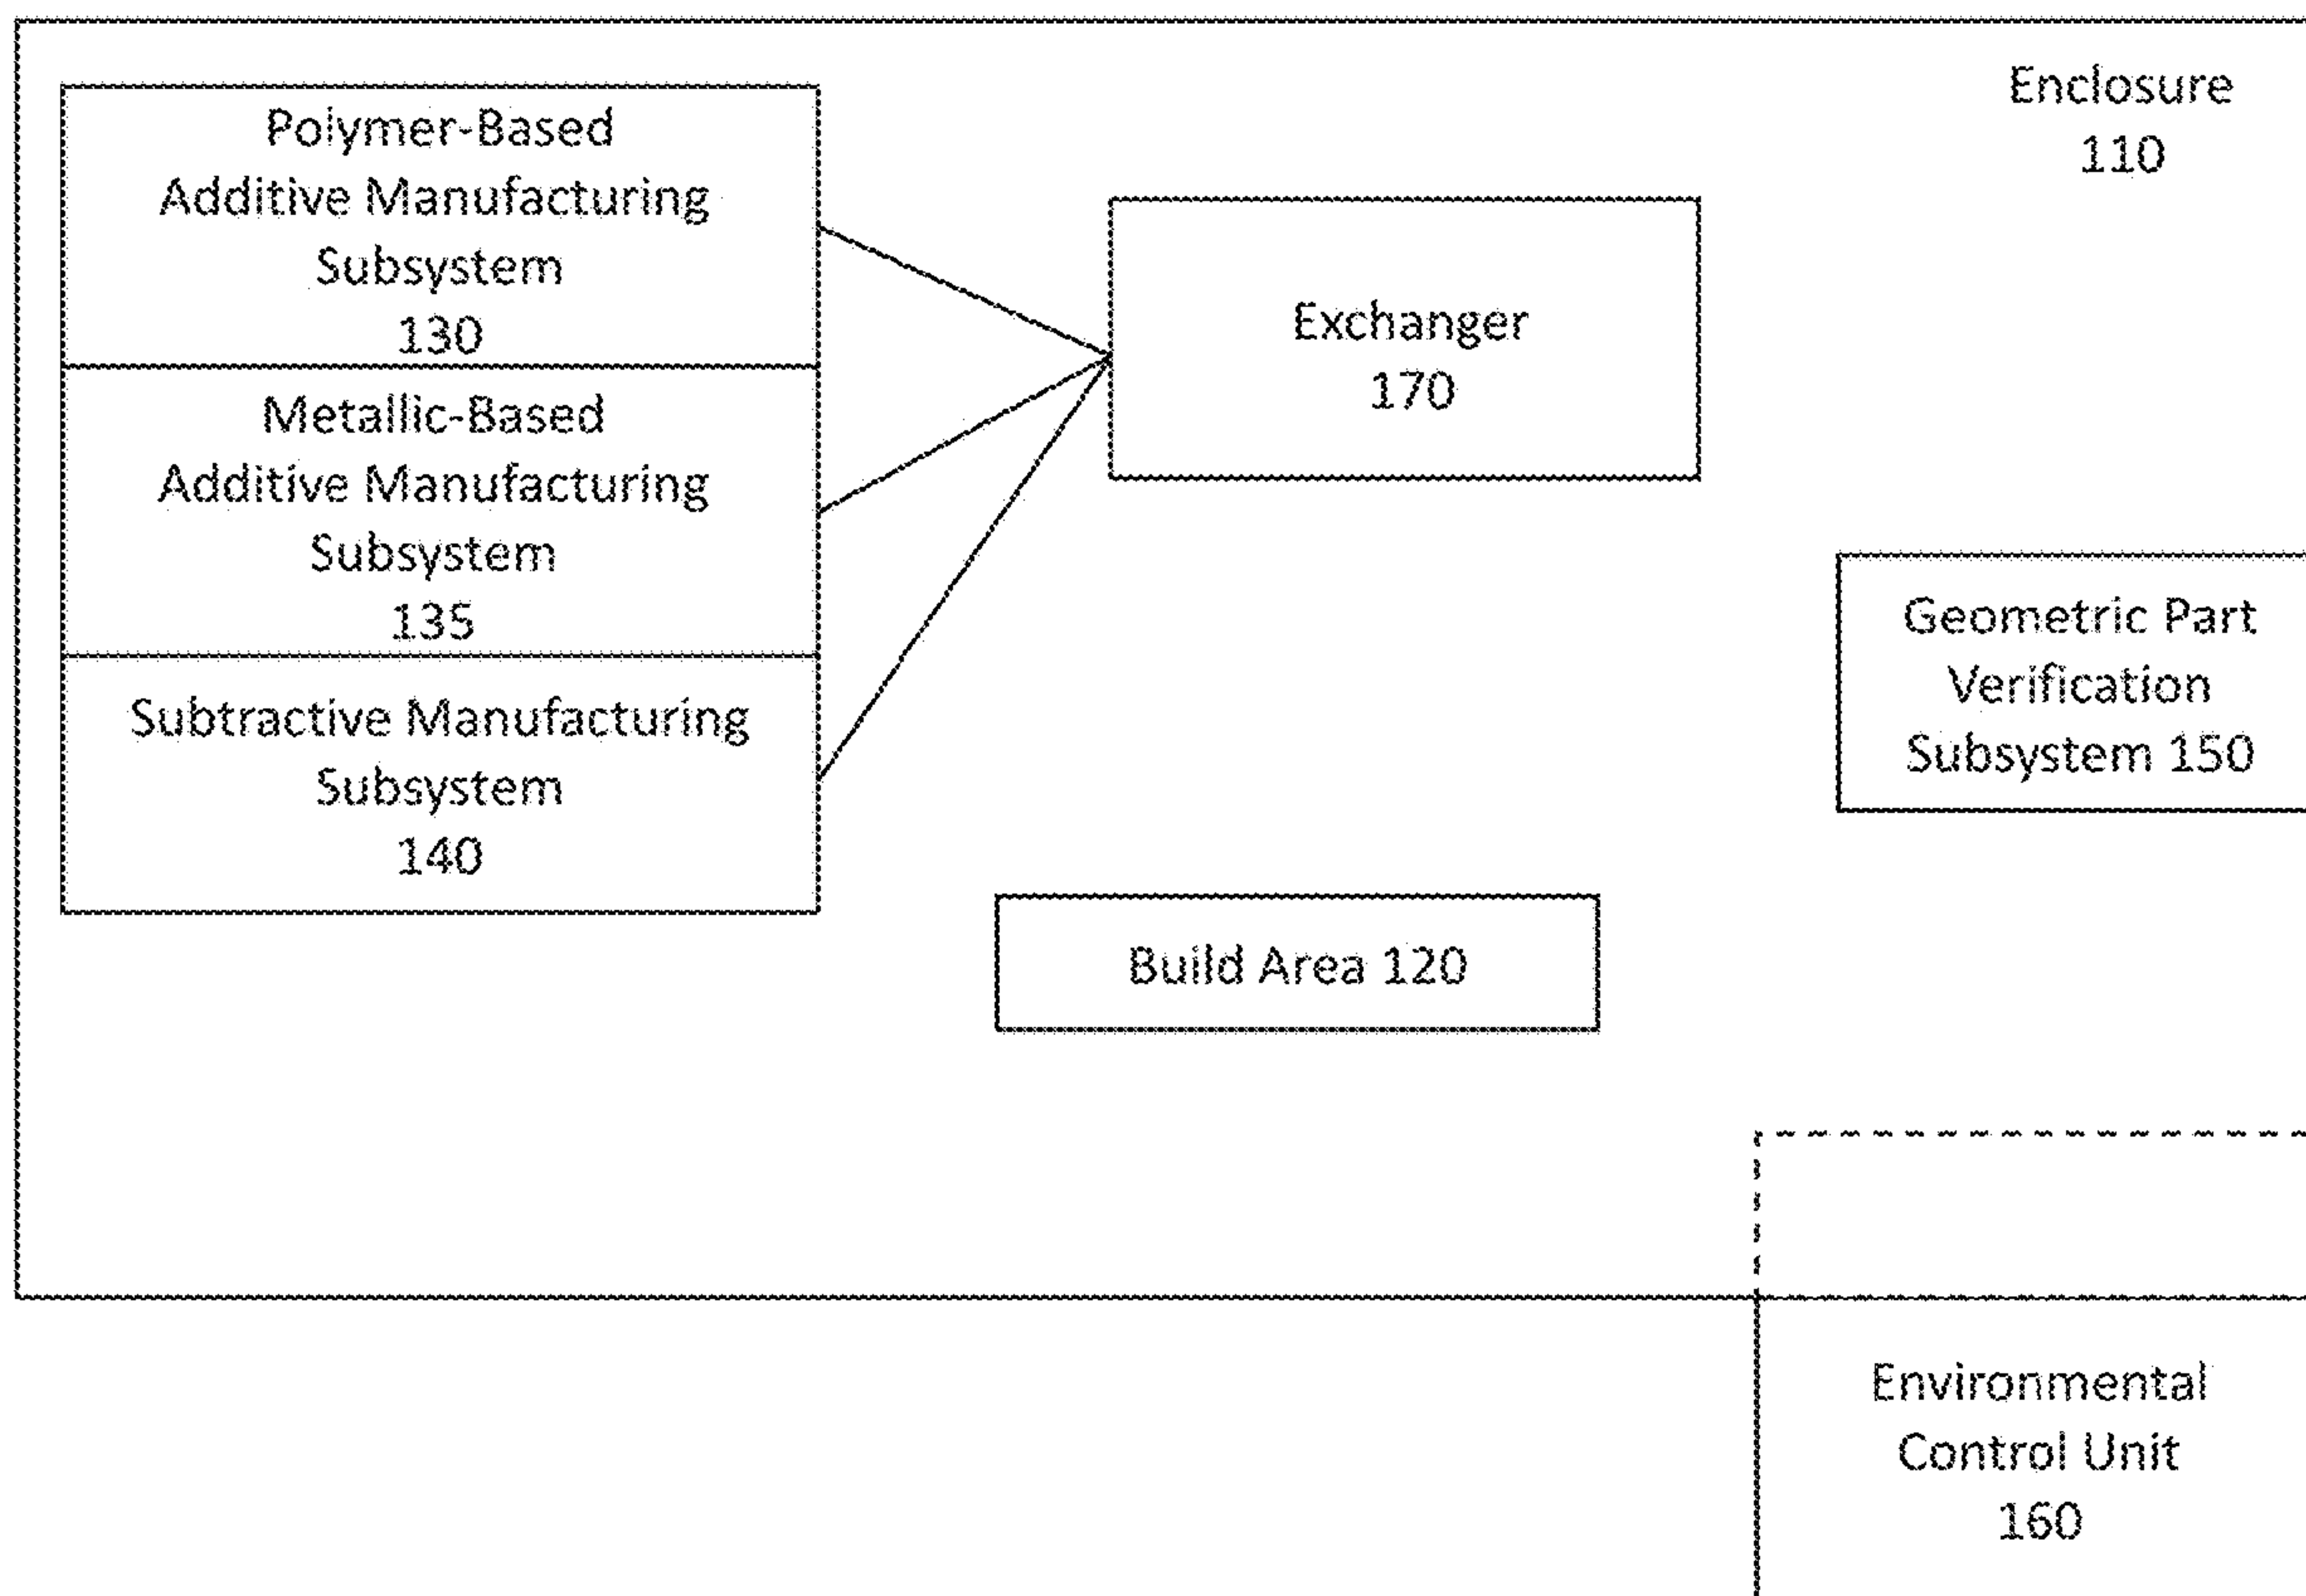 Enclosure
110
Polymer-Based
Additive Manufacturing
Subsystem
130
Exchanger
170
Metallic-Based
Additive Manufacturing
Subsystem
135
Geometric Part
Verification
Subsystem 150
Subtractive Manufacturing
Subsystem
140
Build Area 120
Environmental
Control Unit
160